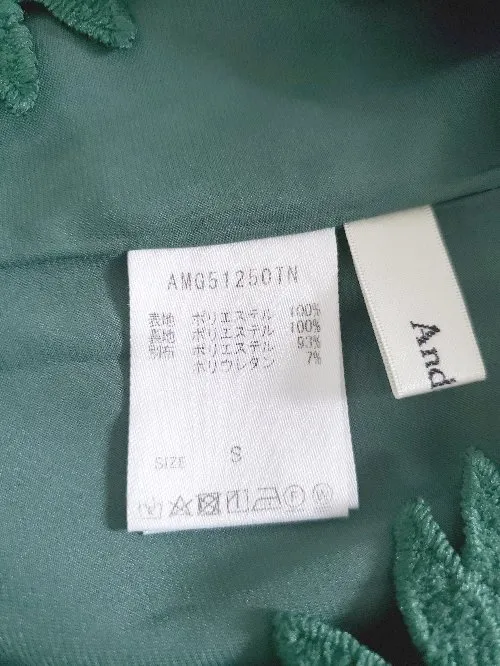 AMG51250TN
表地 ポリエステル 100%
裏地 ポリエステル 100%
別布 ポリエステル 93%
ポリウレタン 7%
SIZE S
F W
And